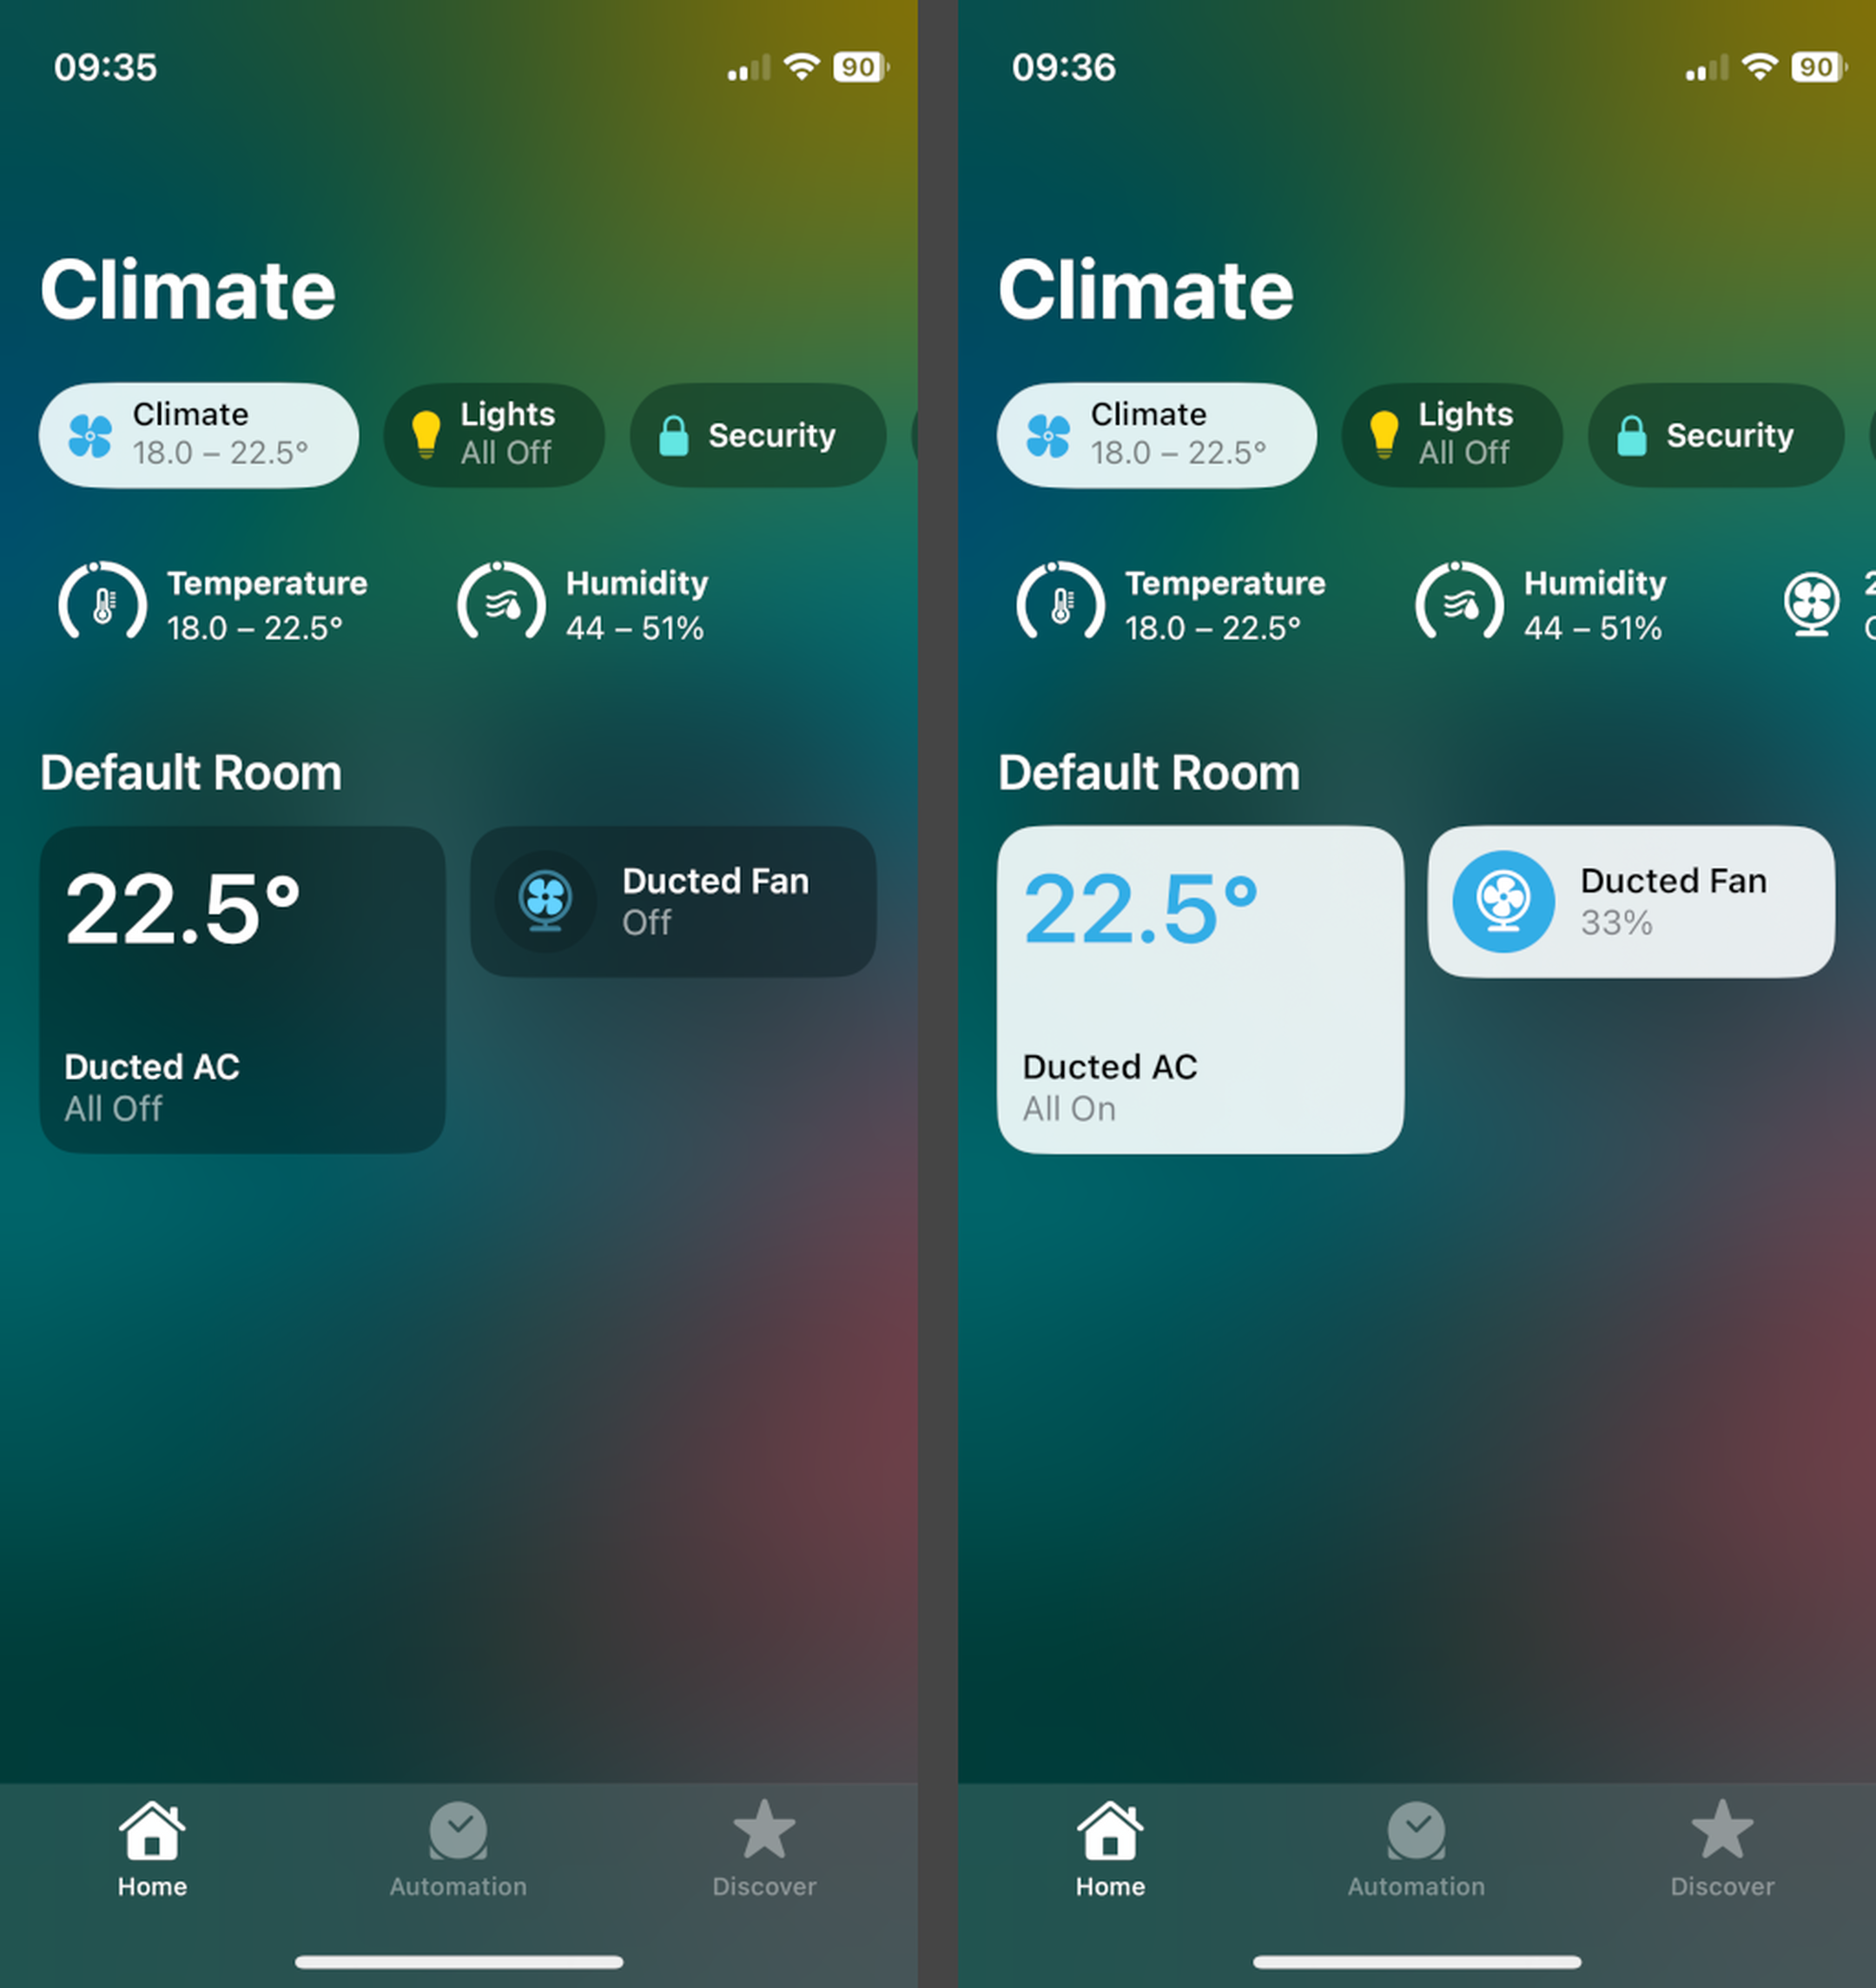 09:35
90
Climate
Climate
18.0 – 22.5°
Lights
All Off
Security
Temperature
18.0 – 22.5°
Humidity
44 – 51%
Default Room
22.5°
Ducted AC
All Off
Ducted Fan
Off
Home
Automation
Discover
09:36
90
Climate
Climate
18.0 – 22.5°
Lights
All Off
Security
Temperature
18.0 – 22.5°
Humidity
44 – 51%
Default Room
22.5°
Ducted AC
All On
Ducted Fan
33%
Home
Automation
Discover